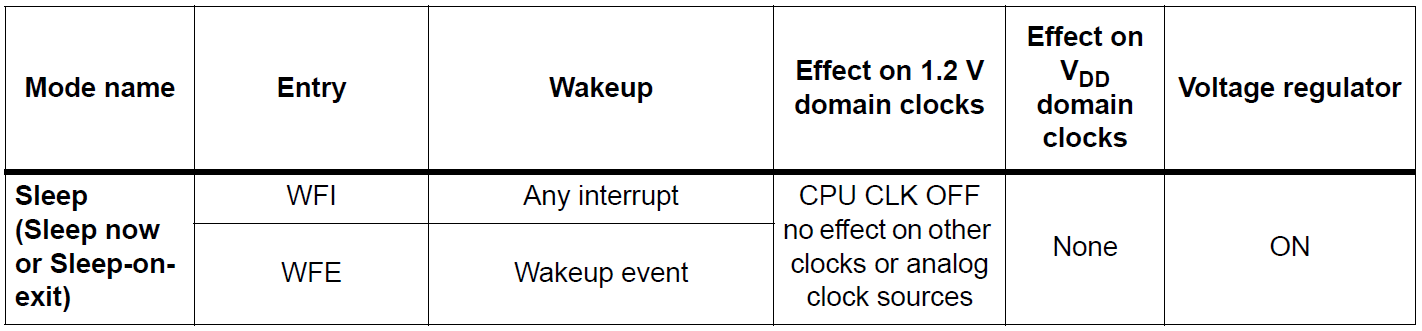 Mode name
Entry
Wakeup
Effect on 1.2 V
domain clocks
Effect on
VDD
domain
clocks
Voltage regulator
Sleep
(Sleep now
or Sleep-on-
exit)
WFI
Any interrupt
WFE
Wakeup event
CPU CLK OFF
no effect on other
clocks or analog
clock sources
None
ON